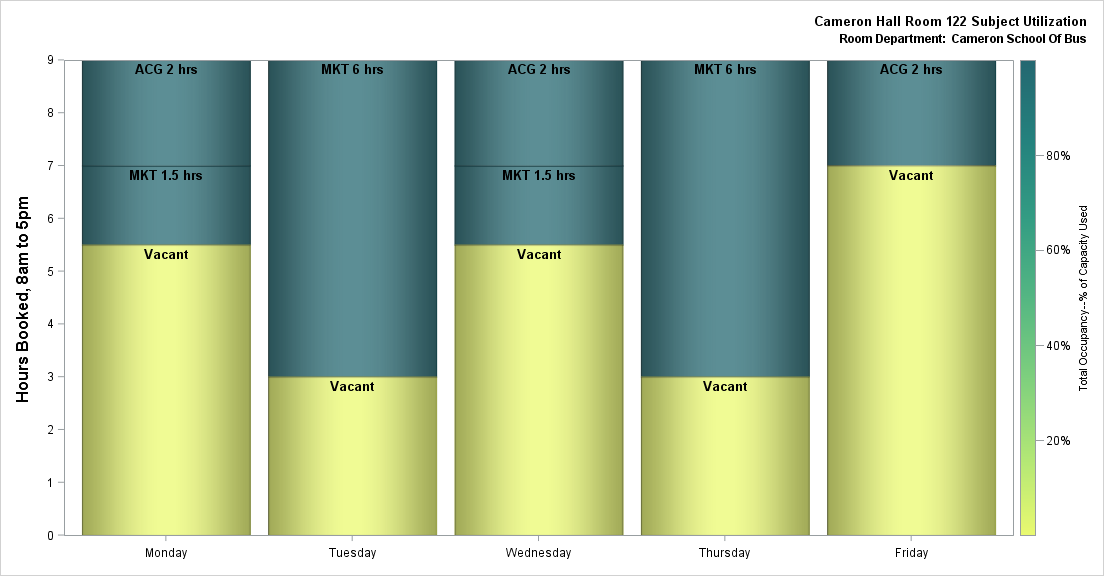 Cameron Hall Room 122 Subject Utilization
Room Department: Cameron School Of Bus
Hours Booked, 8am to 5pm
9
8
7
6
5
4
3
2
1
0
ACG 2 hrs
MKT 1.5 hrs
Vacant
MKT 6 hrs
Vacant
ACG 2 hrs
MKT 1.5 hrs
Vacant
MKT 6 hrs
Vacant
ACG 2 hrs
Vacant
Monday
Tuesday
Wednesday
Thursday
Friday
80%
60%
40%
20%
Total Occupancy--% of Capacity Used